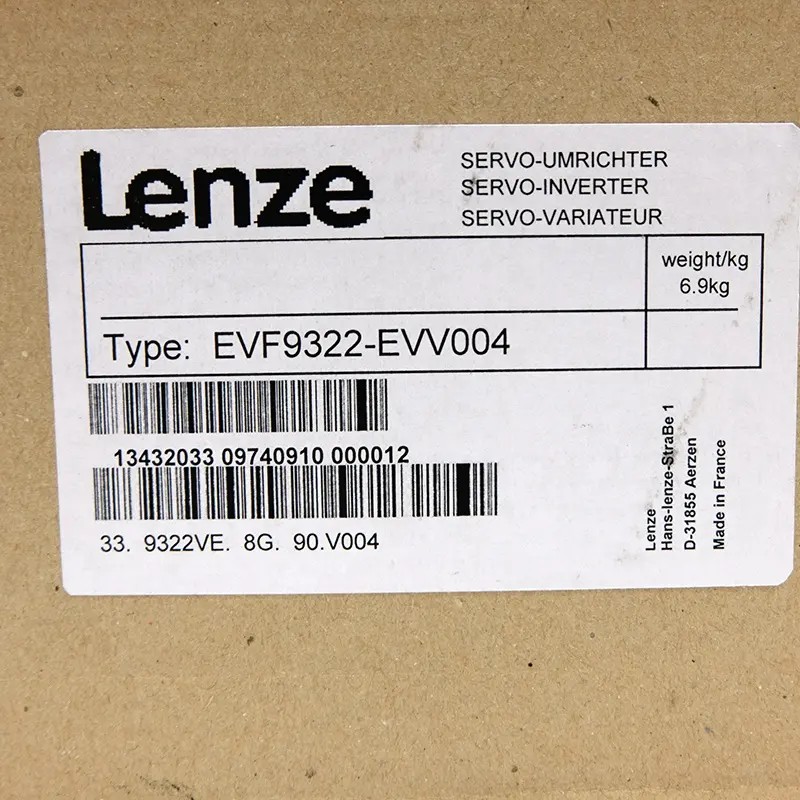 Lenze
SERVO-UMRICHTER
SERVO-INVERTER
SERVO-VARIATEUR
weight/kg
6.9kg
Type: EVF9322-EVV004
13432033 09740910 000012
33. 9322VE. 8G. 90.V004
Lenze
Hans-lenze-StraBe 1
D-31855 Aerzen
Made in France